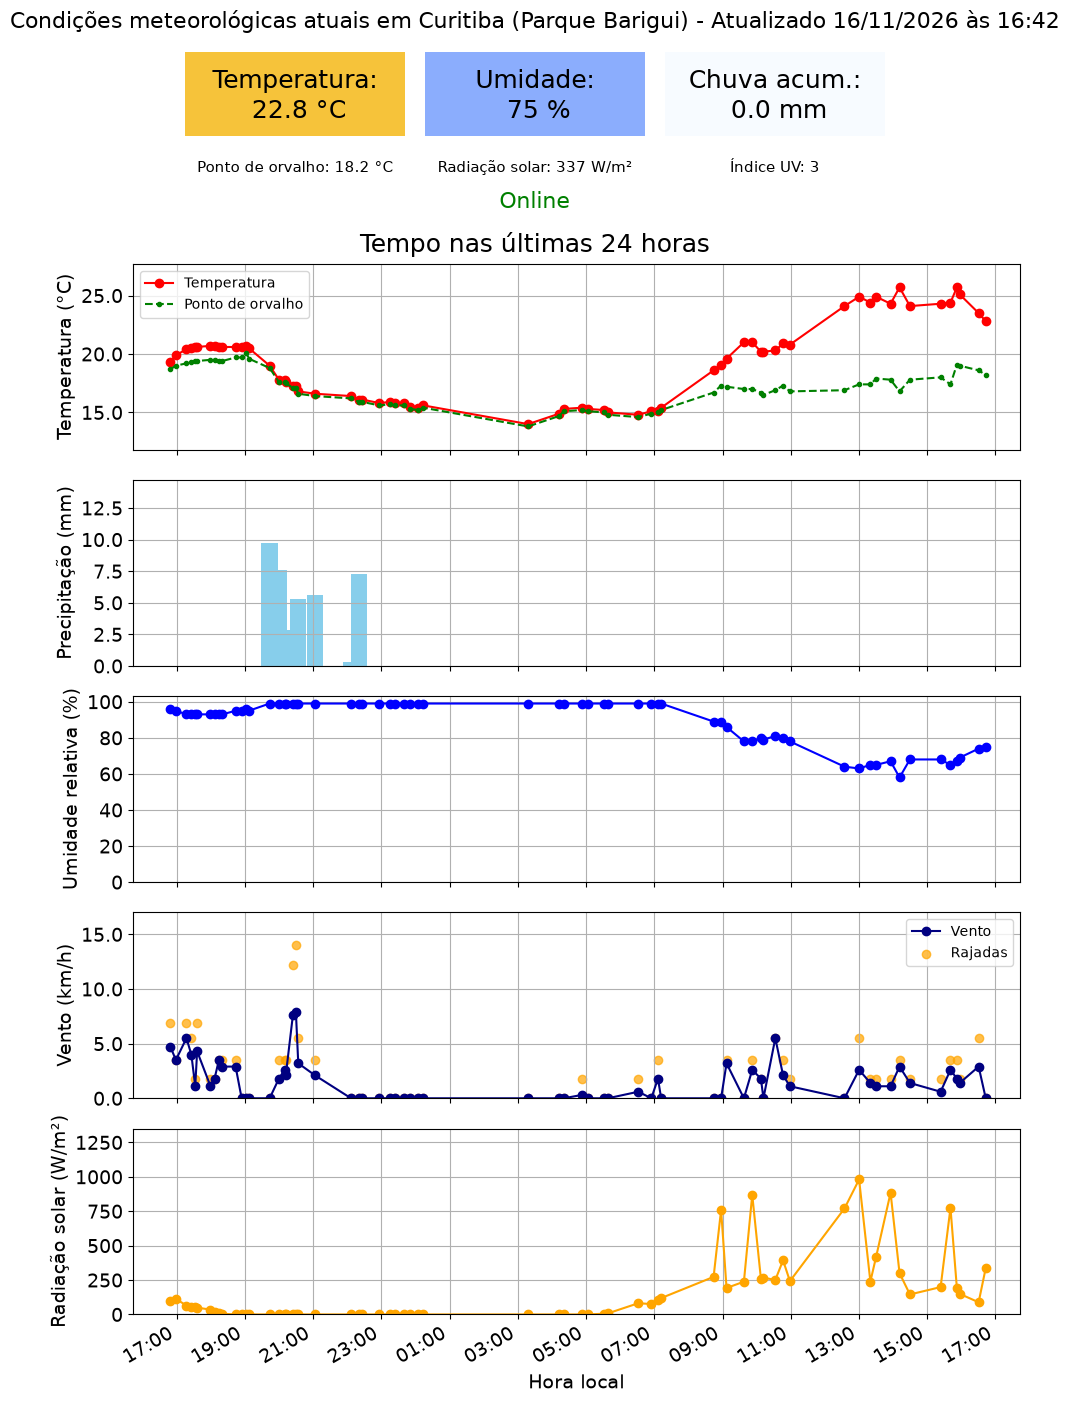 Condições meteorológicas atuais em Curitiba (Parque Barigui) - Atualizado 16/11/2026 às 16:42
Temperatura:
22.8 °C
Umidade:
75 %
Chuva acum.:
0.0 mm
Ponto de orvalho: 18.2 °C
Radiação solar: 337 W/m²
Índice UV: 3
Online
Tempo nas últimas 24 horas
Temperatura (°C)
25.0
20.0
15.0
Temperatura
Ponto de orvalho
Precipitação (mm)
12.5
10.0
7.5
5.0
2.5
0.0
Umidade relativa (%)
100
80
60
40
20
0
Vento (km/h)
15.0
10.0
5.0
0.0
Vento
Rajadas
Radiação solar (W/m²)
1250
1000
750
500
250
0
17:00
19:00
21:00
23:00
01:00
03:00
05:00
07:00
09:00
11:00
13:00
15:00
17:00
Hora local